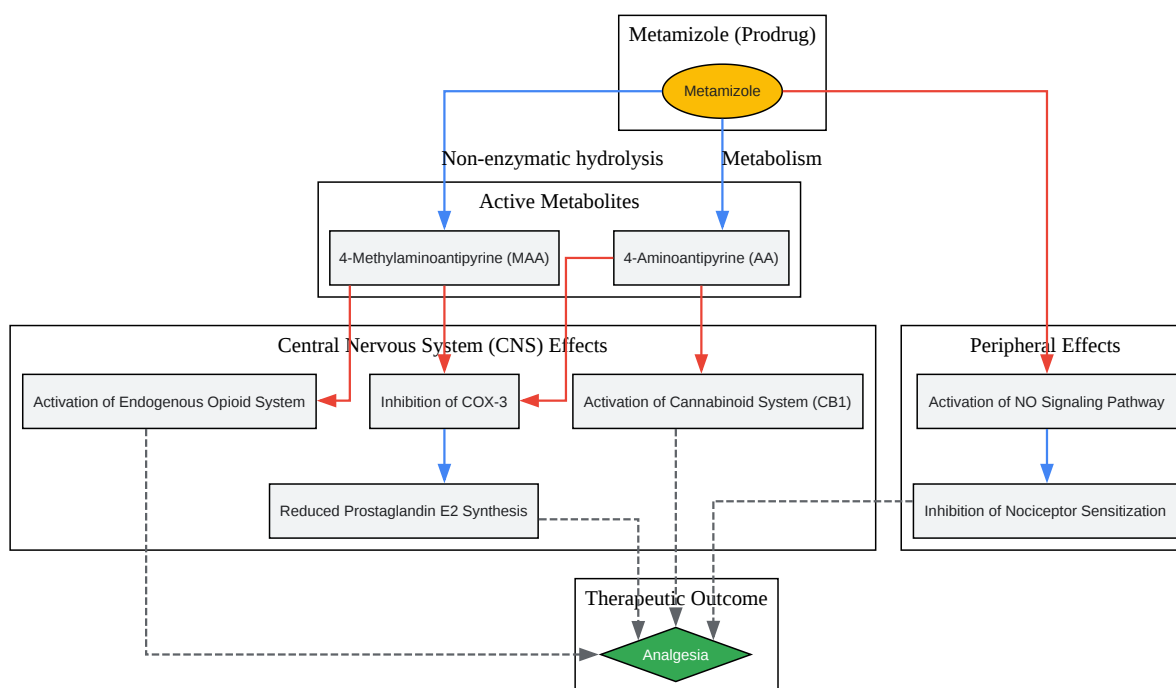 Metamizole (Prodrug)
Metamizole
Non-enzymatic hydrolysis
Metabolism
Active Metabolites
4-Methylaminoantipyrine (MAA)
4-Aminoantipyrine (AA)
Central Nervous System (CNS) Effects
Peripheral Effects
Activation of Endogenous Opioid System
Inhibition of COX-3
Activation of Cannabinoid System (CB1)
Activation of NO Signaling Pathway
Reduced Prostaglandin E2 Synthesis
Inhibition of Nociceptor Sensitization
Therapeutic Outcome
Analgesia